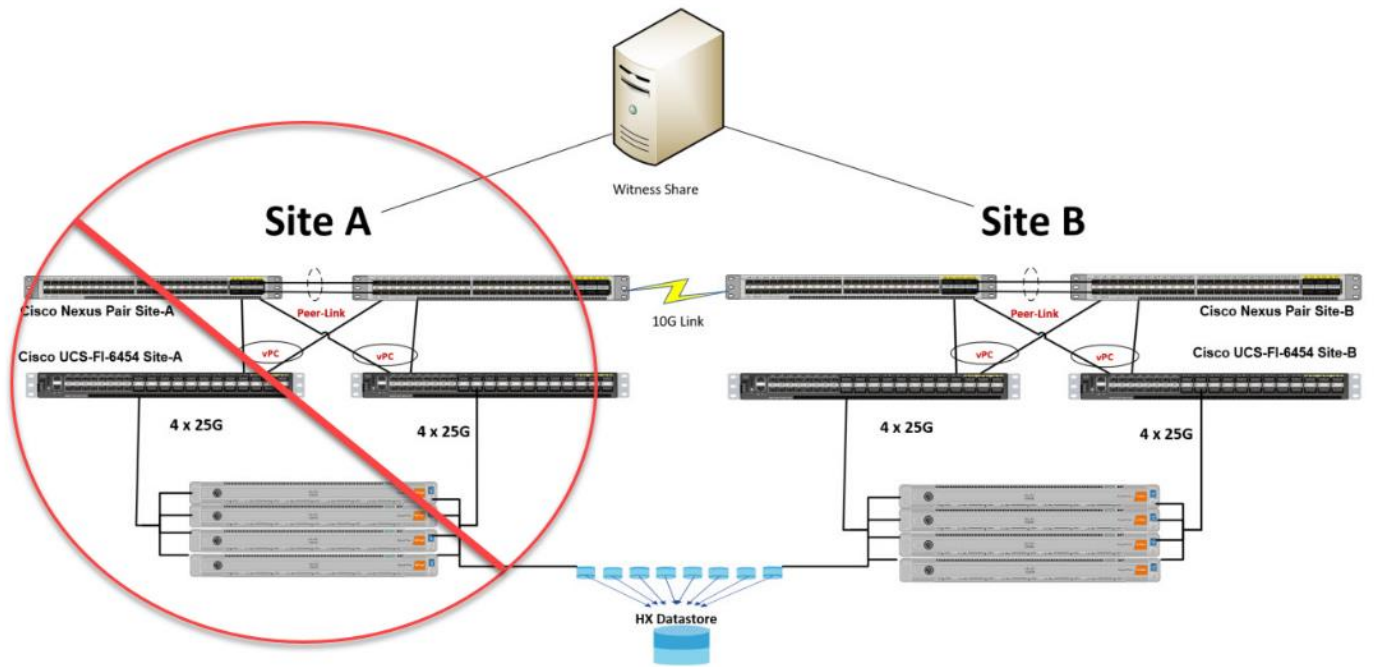 Witness Share
Site A
Site B
Cisco Nexus Pair Site-A
Peer-Link
10G Link
Peer-Link
Cisco Nexus Pair Site-B
Cisco UCS-FI-6454 Site-A
vPC
vPC
vPC
vPC
Cisco UCS-FI-6454 Site-B
4 x 25G
4 x 25G
4 x 25G
4 x 25G
HX Datastore